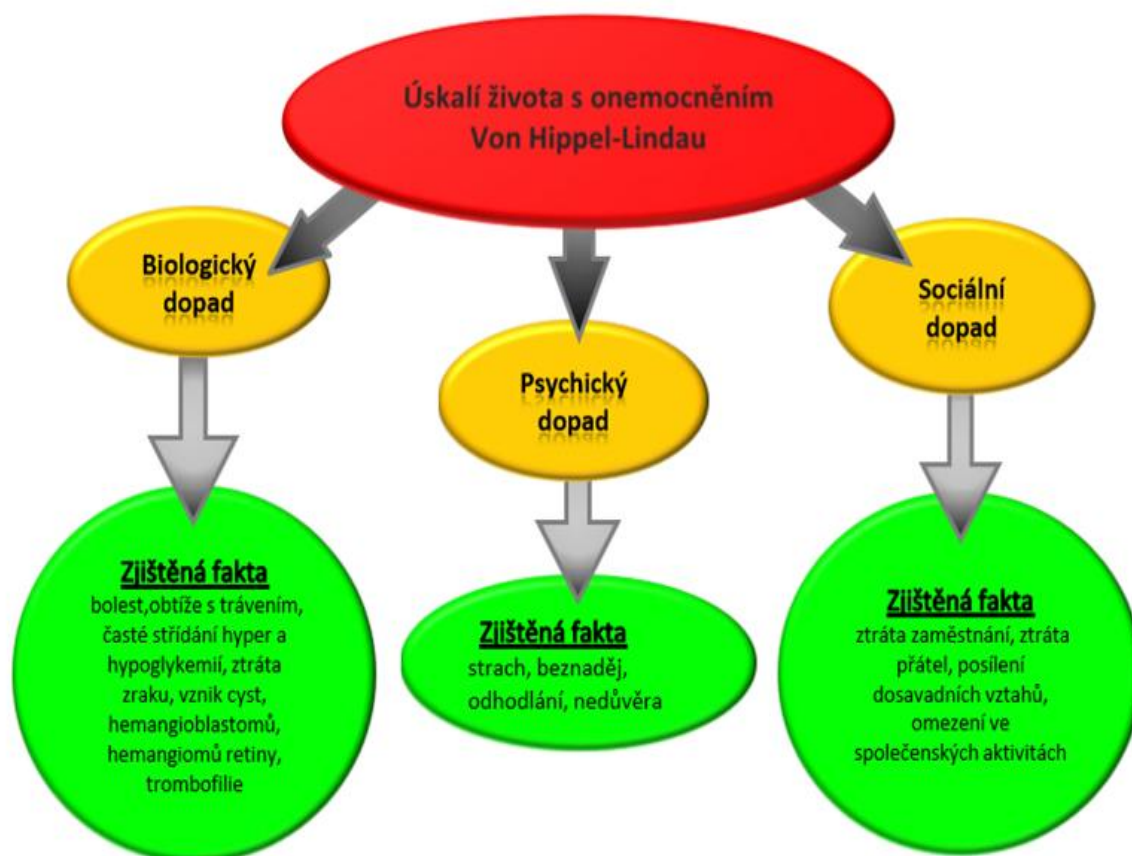 Úskalí života s onemocněním
Von Hippel-Lindau
Biologický
dopad
Psychický
dopad
Sociální
dopad
Zjištěná fakta
bolest,obtíže s trávením,
časté střídání hyper a
hypoglykemií, ztráta
zraku, vznik cyst,
hemangioblastomů,
hemangiomů retiny,
trombofilie
Zjištěná fakta
strach, beznaděj,
odhodlání, nedůvěra
Zjištěná fakta
ztráta zaměstnání, ztráta
přátel, posílení
dosavadních vztahů,
omezení ve
společenských aktivitách